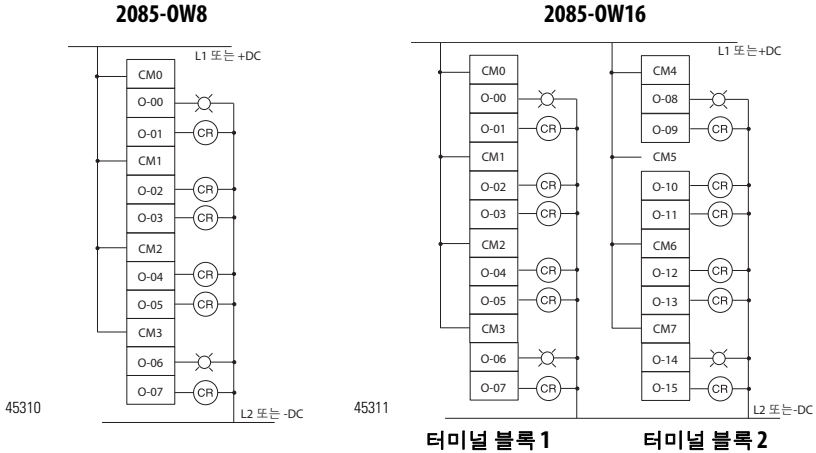 2085-OW8
L1 또는 +DC
CM0
O-00
O-01 CR
CM1
O-02 CR
O-03 CR
CM2
O-04 CR
O-05 CR
CM3
O-06
O-07 CR
L2 또는 -DC
45310
2085-OW16
L1 또는+DC
CM0
O-00
O-01 CR
CM1
O-02 CR
O-03 CR
CM2
O-04 CR
O-05 CR
CM3
O-06
O-07 CR
CM4
O-08
O-09 CR
CM5
O-10 CR
O-11 CR
CM6
O-12 CR
O-13 CR
CM7
O-14
O-15 CR
L2 또는-DC
45311
터미널 블록 1
터미널 블록 2